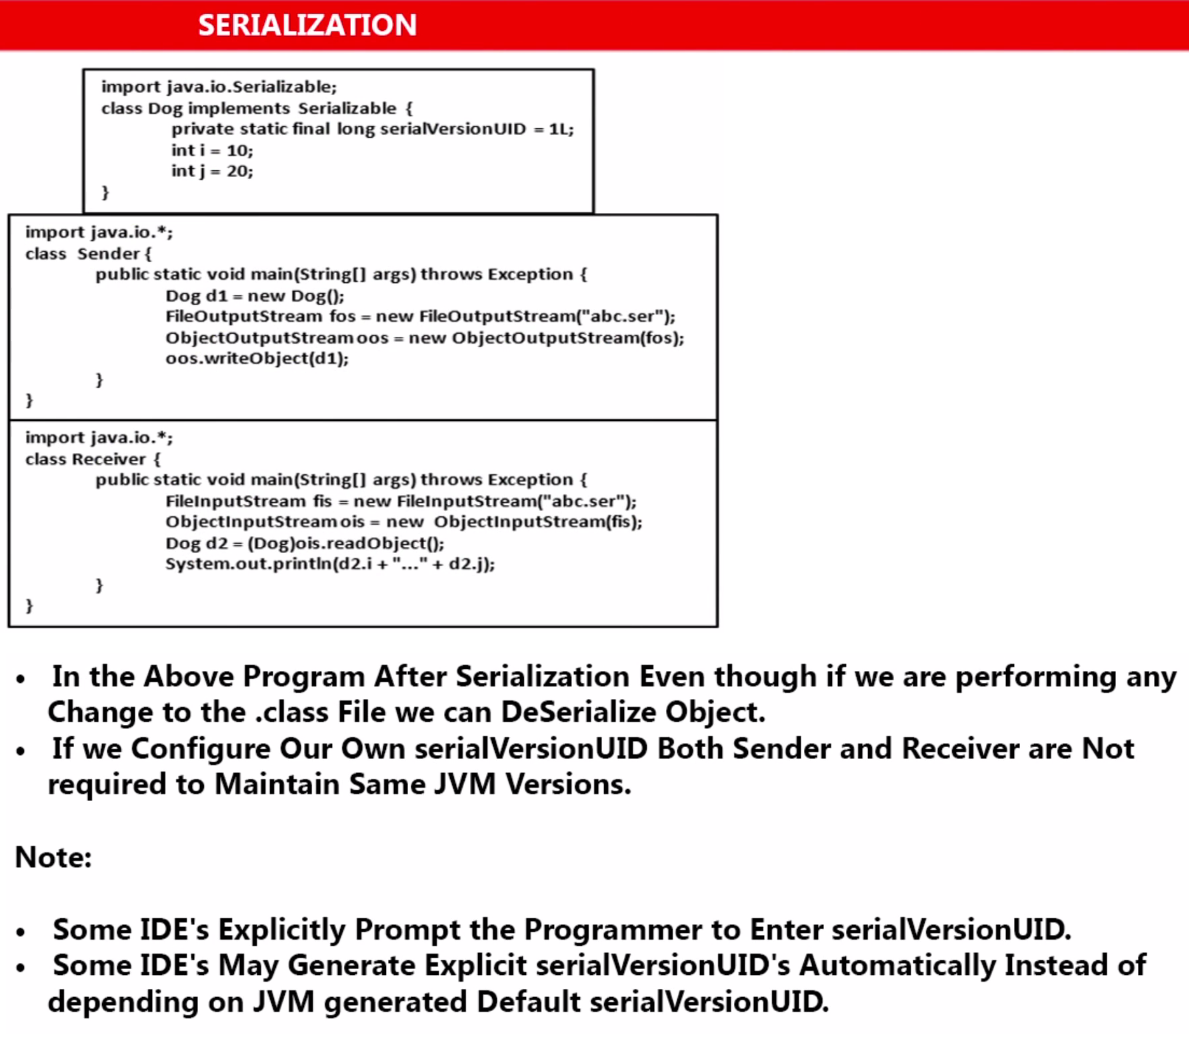 SERIALIZATION
import java.io.Serializable;
class Dog implements Serializable {
private static final long serialVersionUID = 1L;
int i = 10;
int j = 20;
}
import java.io.*;
class Sender {
public static void main(String[] args) throws Exception {
Dog d1 = new Dog();
FileOutputStream fos = new FileOutputStream("abc.ser");
ObjectOutputStream oos = new ObjectOutputStream(fos);
oos.writeObject(d1);
}
}
import java.io.*;
class Receiver {
public static void main(String[] args) throws Exception {
FileInputStream fis = new FileInputStream("abc.ser");
ObjectInputStream ois = new ObjectInputStream(fis);
Dog d2 = (Dog)ois.readObject();
System.out.println(d2.i + "..." + d2.j);
}
}
• In the Above Program After Serialization Even though if we are performing any
Change to the .class File we can DeSerialize Object.
• If we Configure Our Own serialVersionUID Both Sender and Receiver are Not
required to Maintain Same JVM Versions.
Note:
• Some IDE's Explicitly Prompt the Programmer to Enter serialVersionUID.
• Some IDE's May Generate Explicit serialVersionUID's Automatically Instead of
depending on JVM generated Default serialVersionUID.